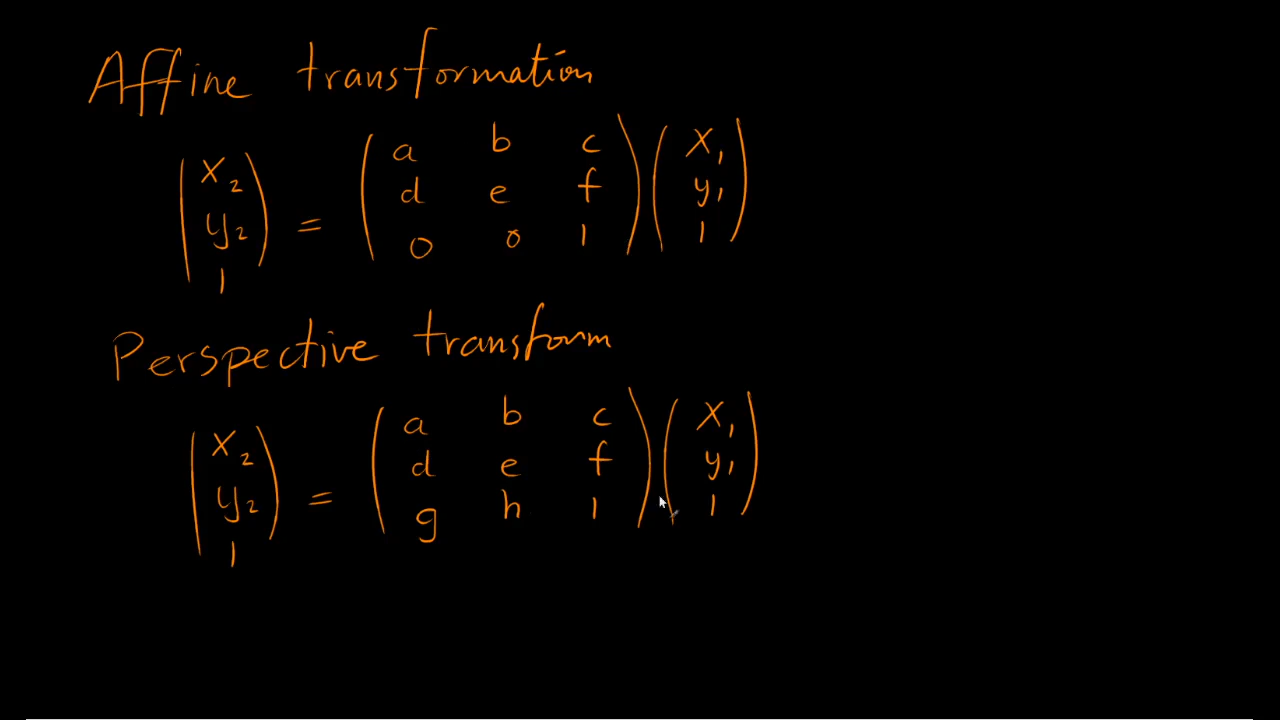 Affine transformation
(x₂ y₂ 1) = (a b c
d e f
0 0 1) (x₁ y₁ 1)
Perspective transform
(x₂ y₂ 1) = (a b c
d e f
g h 1) (x₁ y₁ 1)